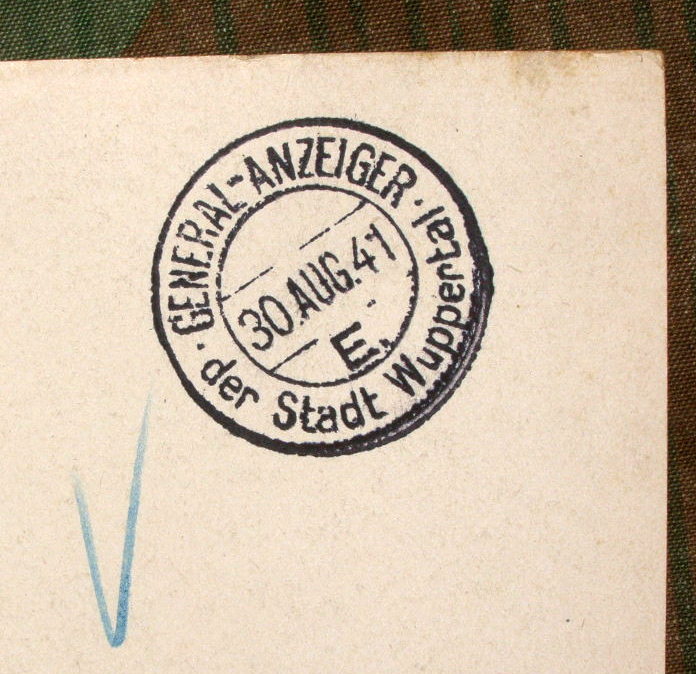 · GENERAL-ANZEIGER ·
der Stadt Wuppertal
30.AUG.41
E.